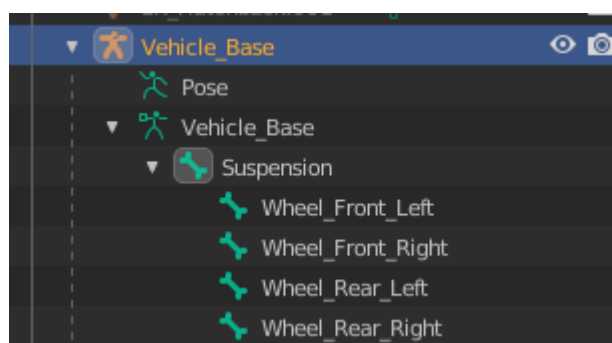 Vehicle_Base
Pose
Vehicle_Base
Suspension
Wheel_Front_Left
Wheel_Front_Right
Wheel_Rear_Left
Wheel_Rear_Right